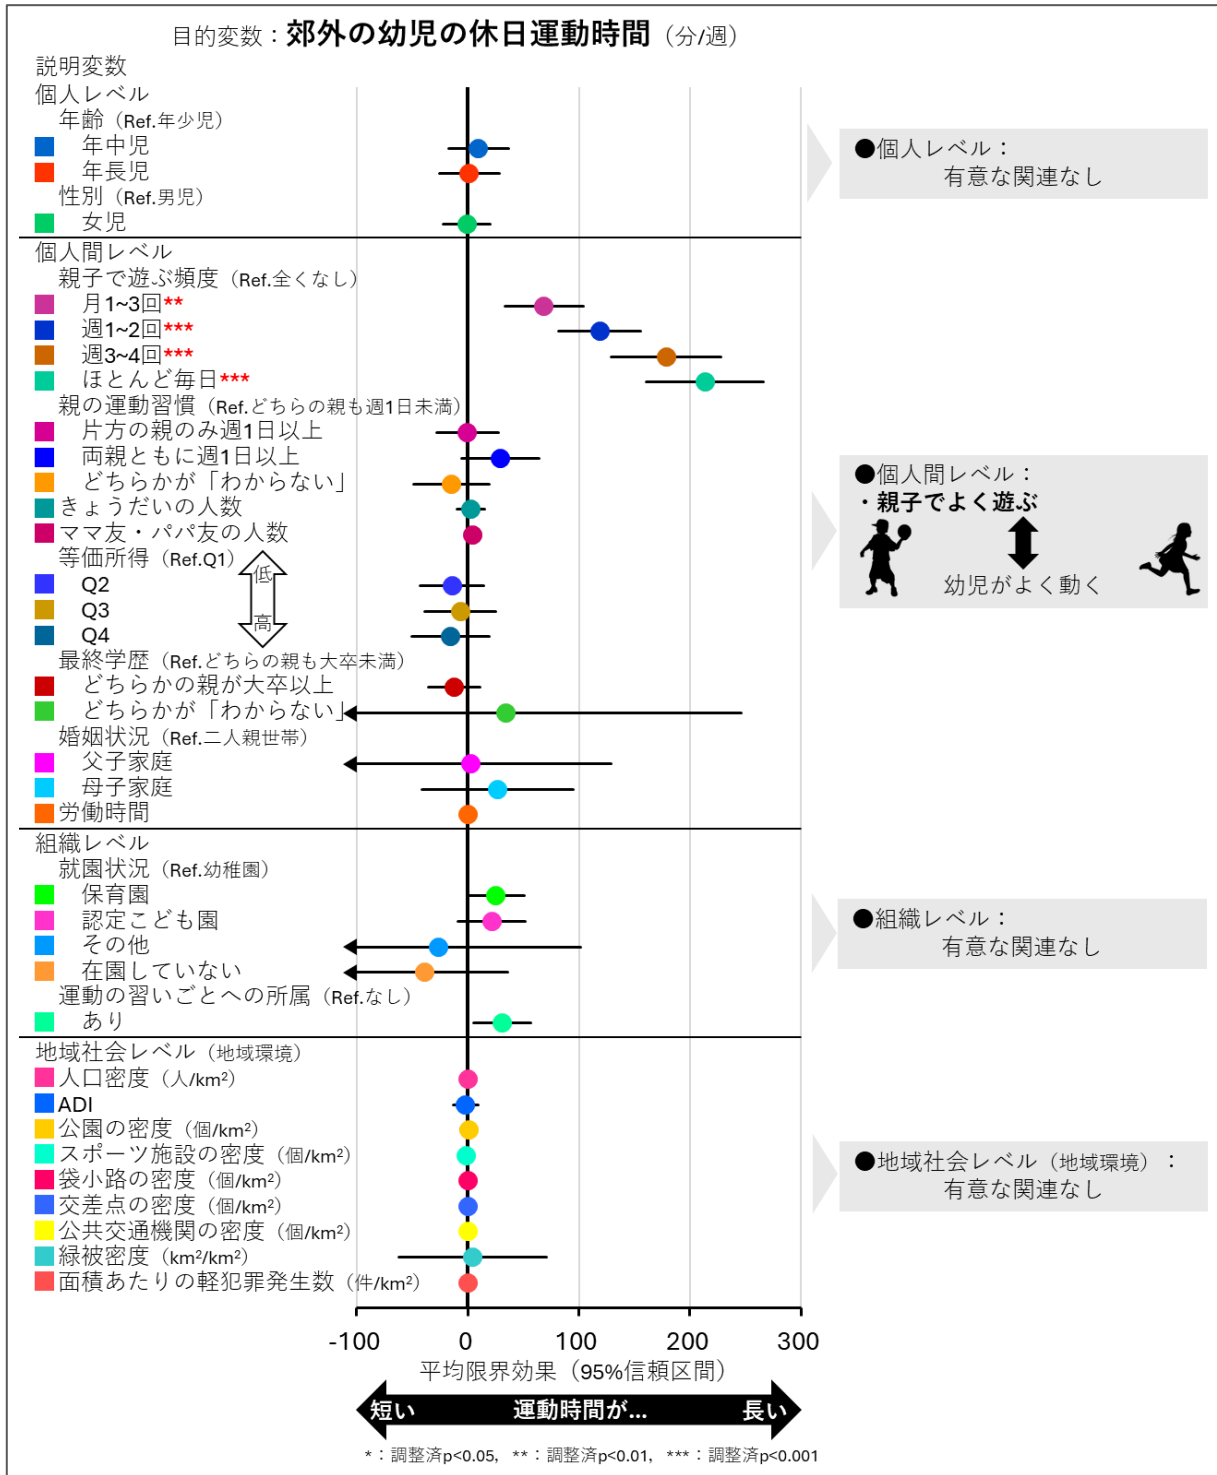 目的変数：郊外の幼児の休日運動時間（分/週）
説明変数
個人レベル
年齢（Ref.年少児）
年中児
年長児
性別（Ref.男児）
女児
●個人レベル：
有意な関連なし
個人間レベル
親子で遊ぶ頻度（Ref.全くなし）
月1~3回**
週1~2回***
週3~4回***
ほとんど毎日***
親の運動習慣（Ref.どちらの親も週1日未満）
片方の親のみ週1日以上
両親ともに週1日以上
どちらかが「わからない」
きょうだいの人数
ママ友・パパ友の人数
等価所得（Ref.Q1）
低
Q2
Q3
高
Q4
最終学歴（Ref.どちらの親も大卒未満）
どちらかの親が大卒以上
どちらかが「わからない」
婚姻状況（Ref.二人親世帯）
父子家庭
母子家庭
労働時間
●個人間レベル：
・親子でよく遊ぶ
幼児がよく動く
組織レベル
就園状況（Ref.幼稚園）
保育園
認定こども園
その他
在園していない
運動の習いごとへの所属（Ref.なし）
あり
●組織レベル：
有意な関連なし
地域社会レベル（地域環境）
人口密度（人/km²）
ADI
公園の密度（個/km²）
スポーツ施設の密度（個/km²）
袋小路の密度（個/km²）
交差点の密度（個/km²）
公共交通機関の密度（個/km²）
緑被密度（km²/km²）
面積あたりの軽犯罪発生数（件/km²）
●地域社会レベル（地域環境）：
有意な関連なし
-100 0 100 200 300
平均限界効果（95%信頼区間）
短い 運動時間が... 長い
*：調整済p<0.05, **：調整済p<0.01, ***：調整済p<0.001